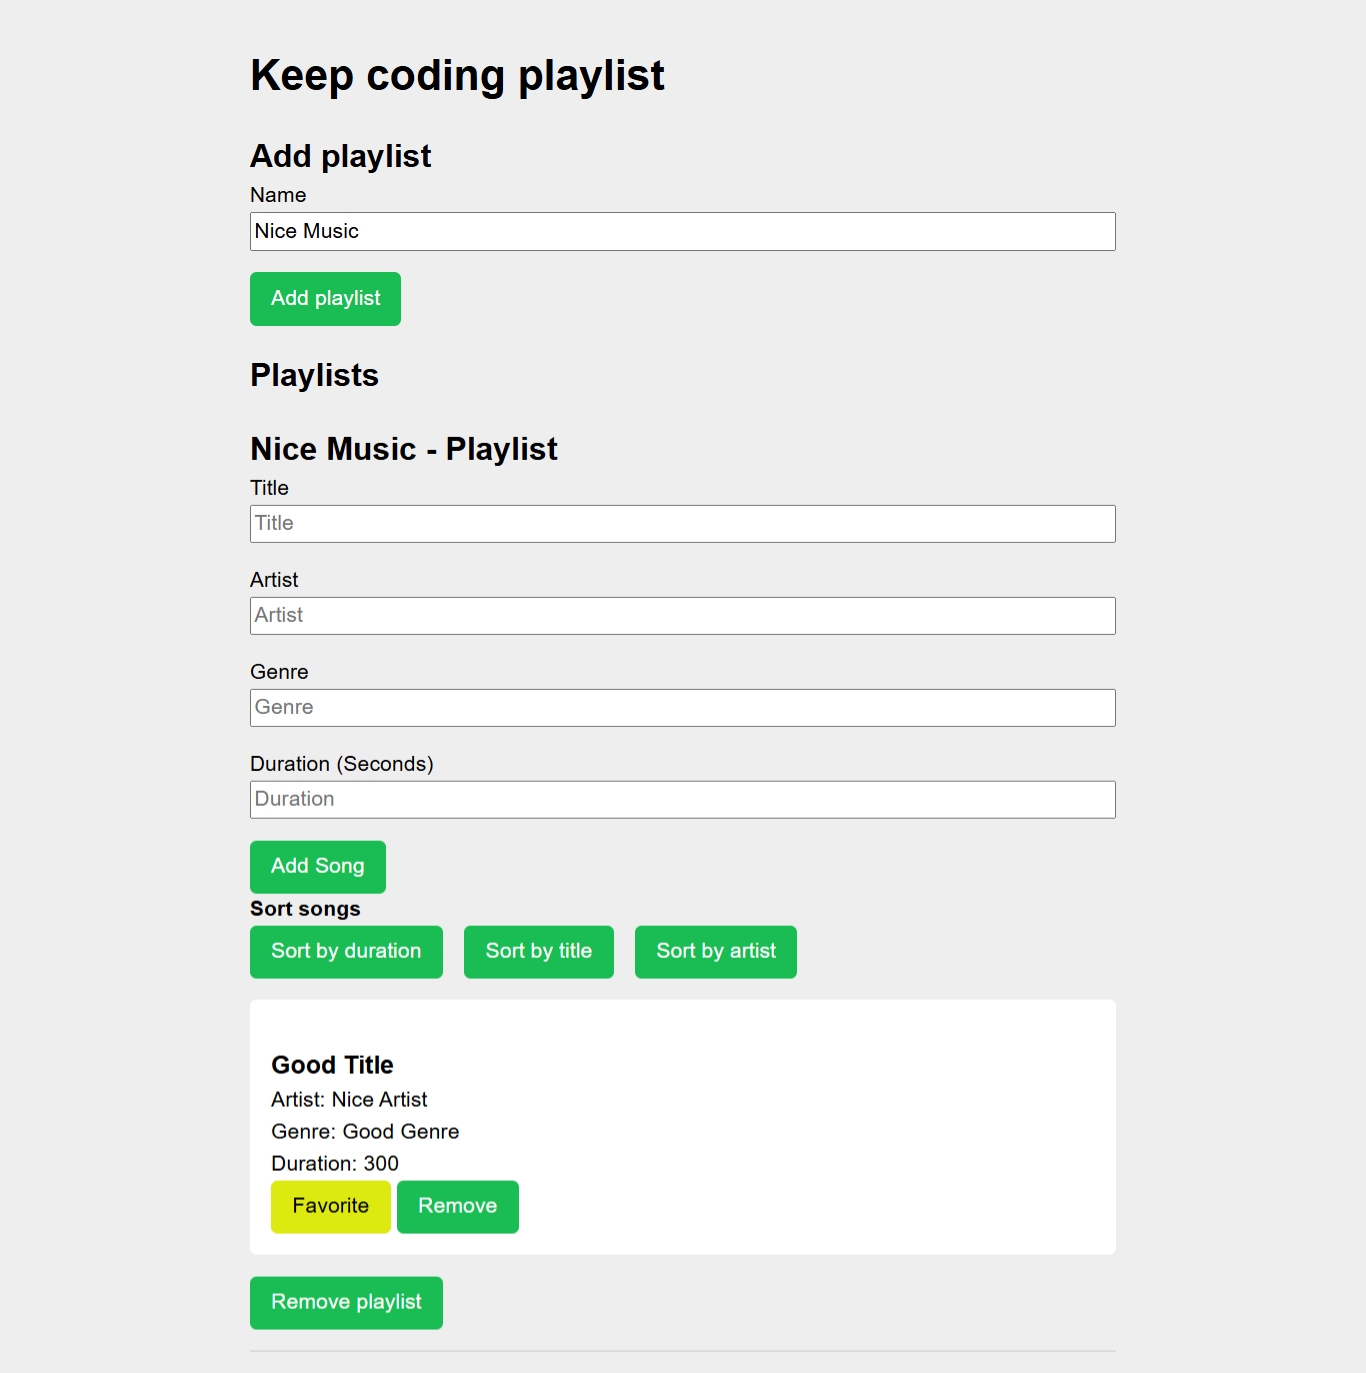 Keep coding playlist
Add playlist
Name
Nice Music
Add playlist
Playlists
Nice Music - Playlist
Title
Title
Artist
Artist
Genre
Genre
Duration (Seconds)
Duration
Add Song
Sort songs
Sort by duration Sort by title Sort by artist
Good Title
Artist: Nice Artist
Genre: Good Genre
Duration: 300
Favorite Remove
Remove playlist